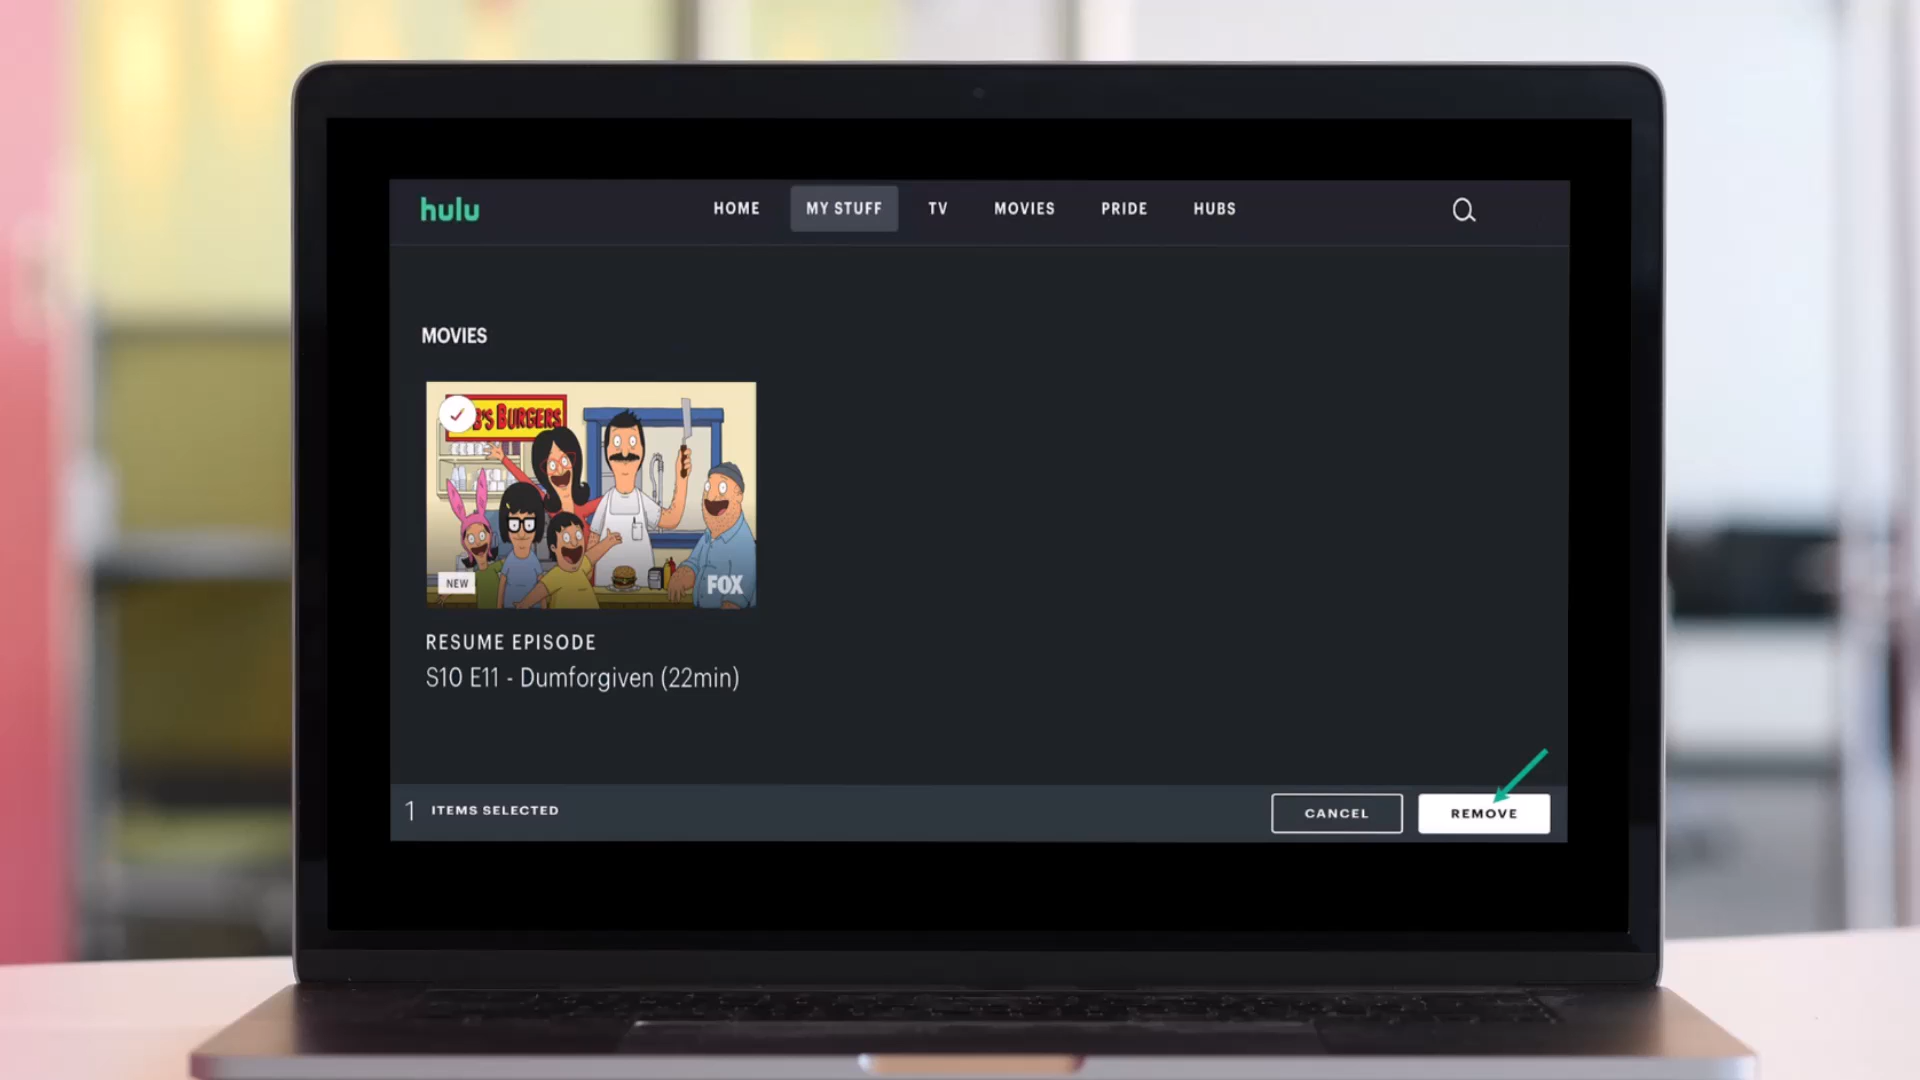 hulu
HOME
MY STUFF
TV
MOVIES
PRIDE
HUBS
MOVIES
B'S BURGERS
NEW
FOX
RESUME EPISODE
S10 E11 - Dumforgiven (22min)
1 ITEMS SELECTED
CANCEL
REMOVE